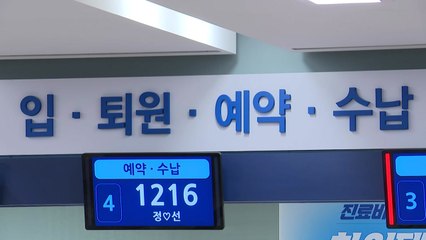 입 · 퇴원 · 예약 · 수납
예약 · 수납
4
1216
정♡선
3
진료비